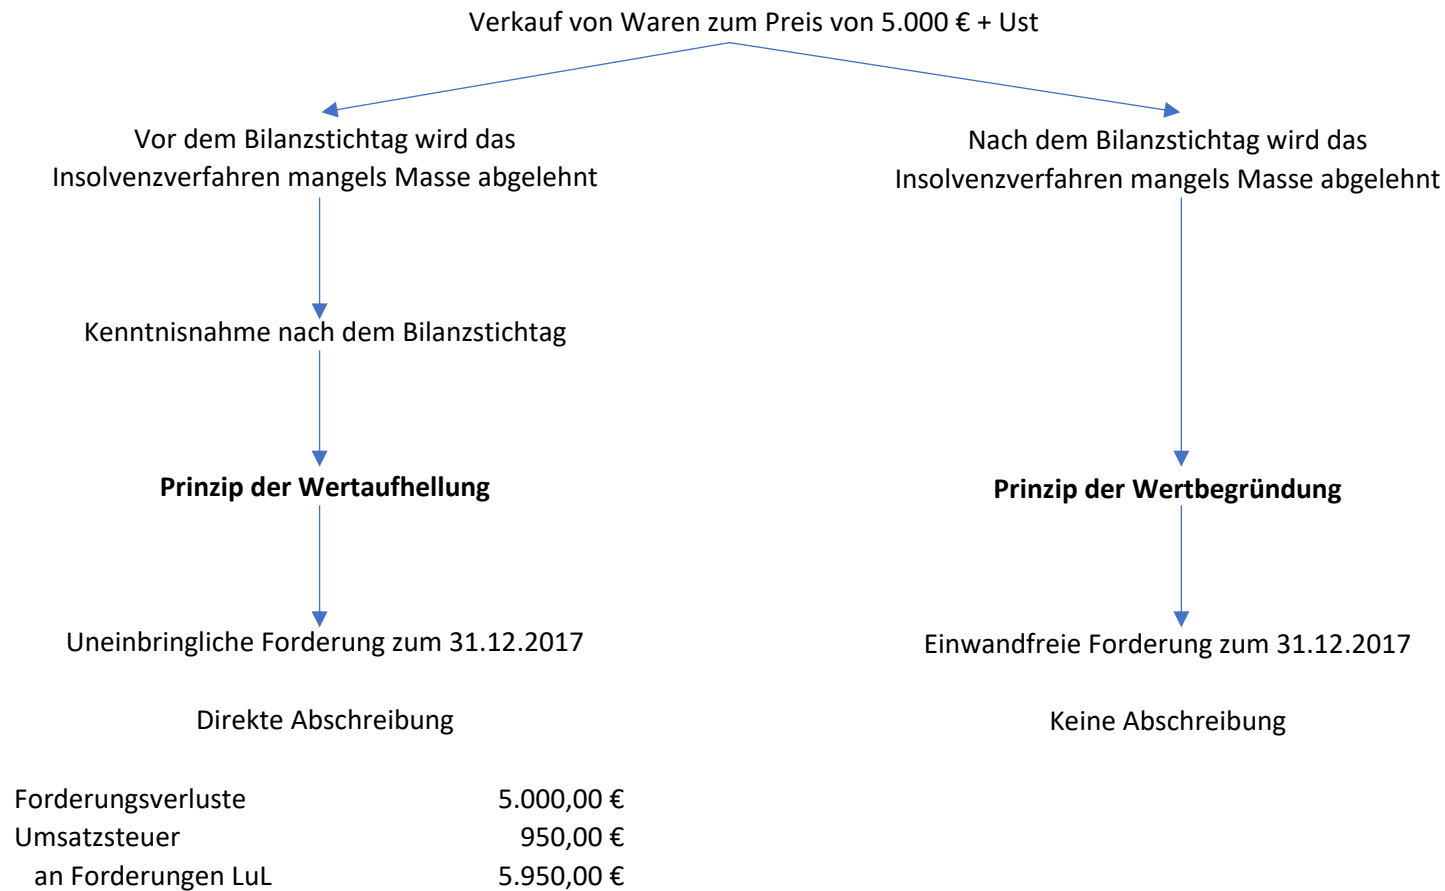 Verkauf von Waren zum Preis von 5.000 € + Ust
Vor dem Bilanzstichtag wird das
Insolvenzverfahren mangels Masse abgelehnt
Kenntnisnahme nach dem Bilanzstichtag
Prinzip der Wertaufhellung
Uneinbringliche Forderung zum 31.12.2017
Direkte Abschreibung
Forderungsverluste 5.000,00 €
Umsatzsteuer 950,00 €
an Forderungen LuL 5.950,00 €
Nach dem Bilanzstichtag wird das
Insolvenzverfahren mangels Masse abgelehnt
Prinzip der Wertbegründung
Einwandfreie Forderung zum 31.12.2017
Keine Abschreibung